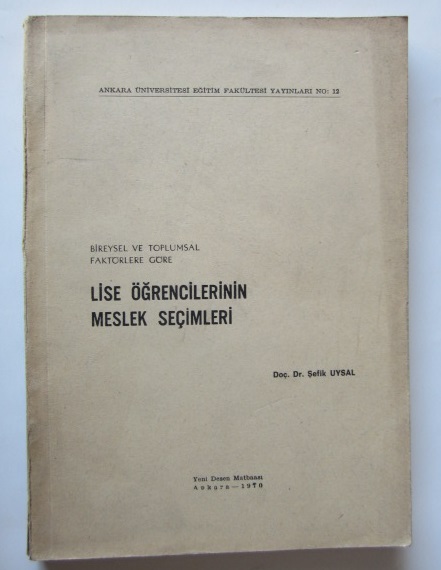 ANKARA ÜNİVERSİTESİ EĞİTİM FAKÜLTESİ YAYINLARI NO: 12
BİREYSEL VE TOPLUMSAL
FAKTÖRLERE GÖRE
LİSE ÖĞRENCİLERİNİN
MESLEK SEÇİMLERİ
Doç. Dr. Şefik UYSAL
Yeni Desen Matbaası
Ankara—1970